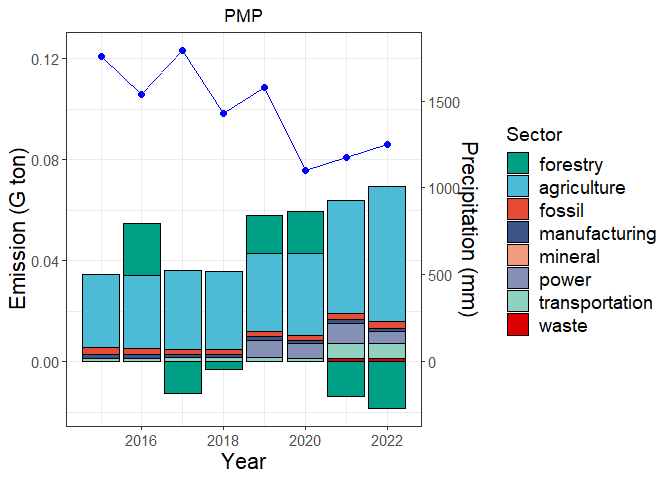 PMP
Emission (G ton)
0.12
0.08
0.04
0.00
2016
2018
2020
2022
Year
1500
1000
500
0
Precipitation (mm)
Sector
forestry
agriculture
fossil
manufacturing
mineral
power
transportation
waste